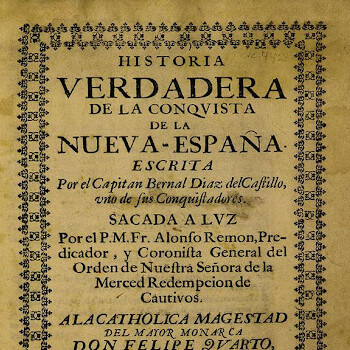 HISTORIA
VERDADERA
DE LA CONQVISTA
DE LA
NUEVA-ESPAÑA.
ESCRITA
Por el Capitan Bernal Diaz del Castillo,
vno de sus Conquistadores.
SACADA A LVZ
Por el P.M.Fr. Alonso Remon, Pre-
dicador, y Coronista General del
Orden de Nuestra Señora de la
Merced Redempcion de
Cautivos.
A LA CATHOLICA MAGESTAD
DEL MAYOR MONARCA
DON FELIPE QVARTO,